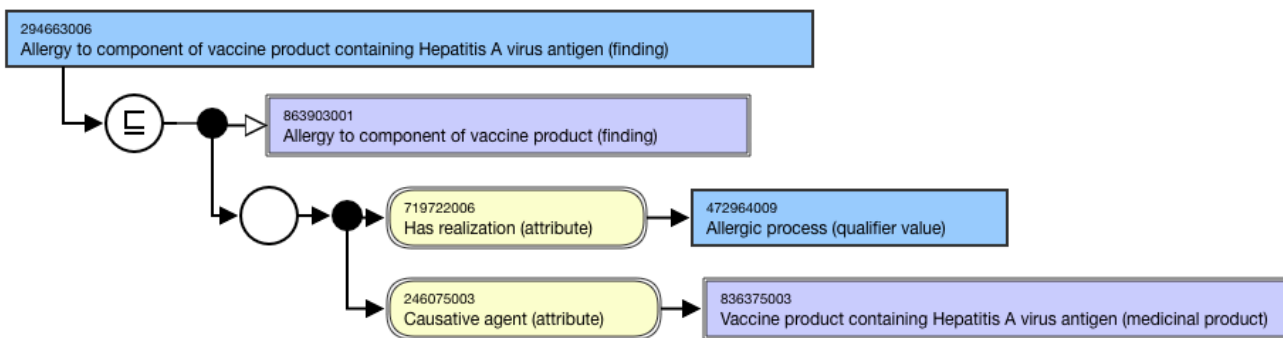 294663006
Allergy to component of vaccine product containing Hepatitis A virus antigen (finding)
⊑
863903001
Allergy to component of vaccine product (finding)
719722006
Has realization (attribute)
472964009
Allergic process (qualifier value)
246075003
Causative agent (attribute)
836375003
Vaccine product containing Hepatitis A virus antigen (medicinal product)